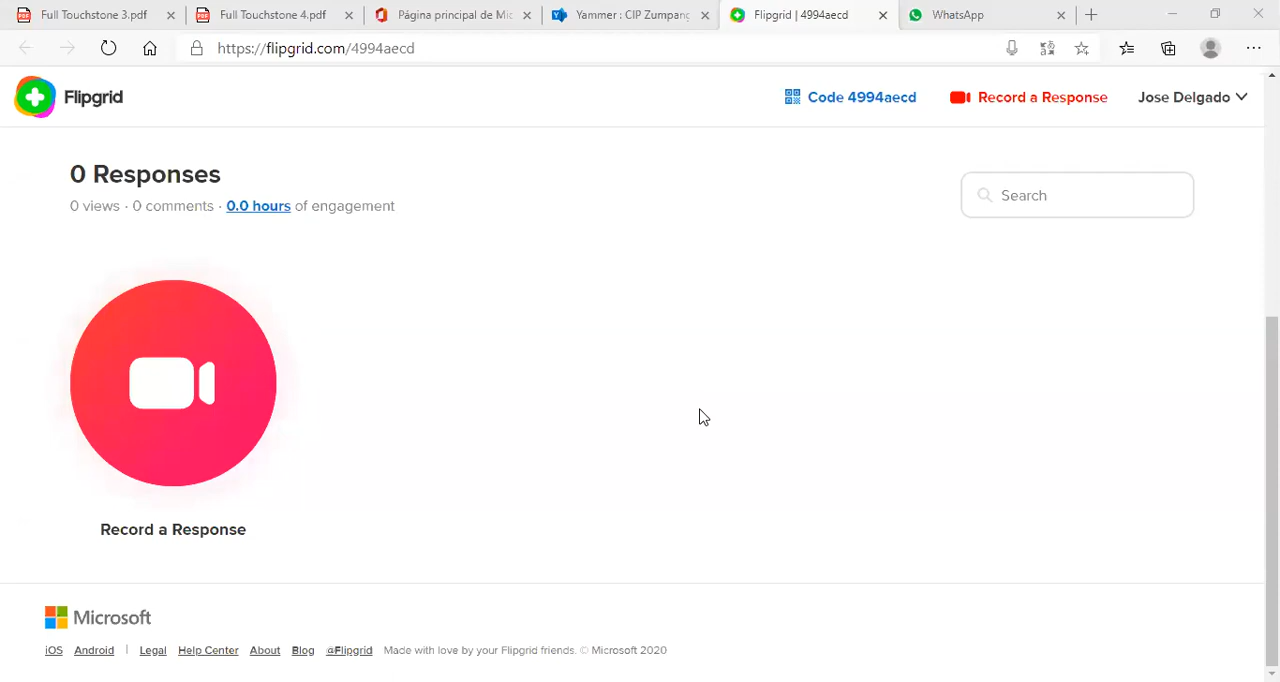 Full Touchstone 3.pdf
Full Touchstone 4.pdf
Página principal de Mic
Yammer : CIP Zumpang
Flipgrid | 4994aecd
WhatsApp
https://flipgrid.com/4994aecd
Flipgrid
Code 4994aecd
Record a Response
Jose Delgado
0 Responses
0 views · 0 comments · 0.0 hours of engagement
Search
Record a Response
Microsoft
iOS Android | Legal Help Center About Blog @Flipgrid Made with love by your Flipgrid friends. © Microsoft 2020